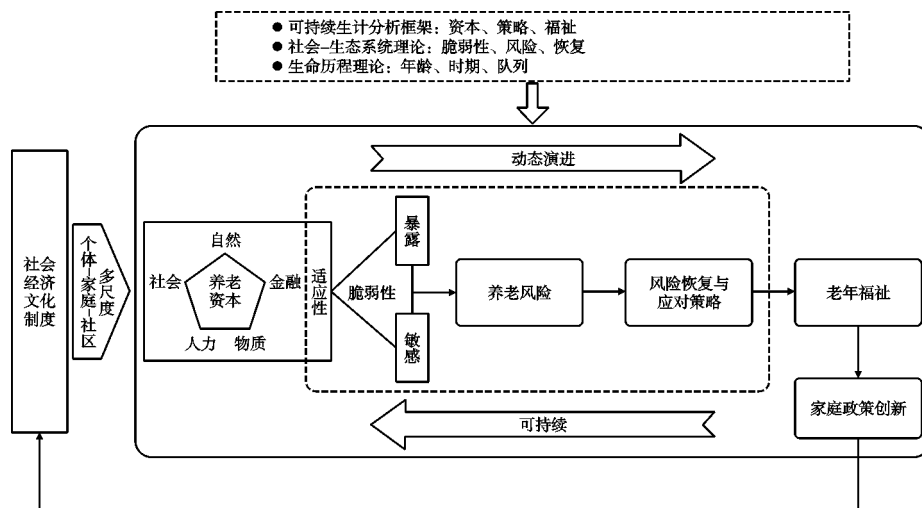 ● 可持续生计分析框架：资本、策略、福祉
● 社会–生态系统理论：脆弱性、风险、恢复
● 生命历程理论：年龄、时期、队列
动态演进
社会
经济
文化
制度
个体–家庭–社区
多尺度
自然
社会
养老
资本
金融
人力
物质
适应性
脆弱性
暴露
敏感
养老风险
风险恢复与
应对策略
老年福祉
家庭政策创新
可持续